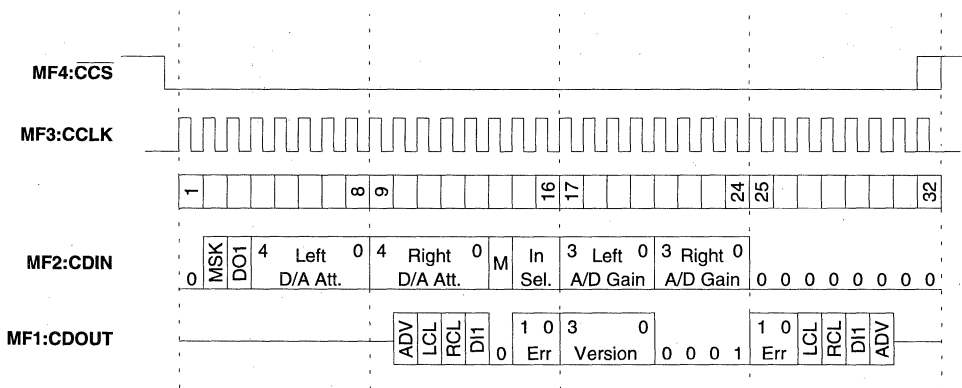 MF4:CCS
MF3:CCLK
1 8 9 16 17 24 25 32
MF2:CDIN
0 MSK DO1 4 Left 0 4 Right 0 M In 3 Left 0 3 Right 0 0 0 0 0 0 0 0 0
D/A Att. D/A Att. Sel. A/D Gain A/D Gain
MF1:CDOUT
ADV LCL RCL DI1 0 1 0 3 0 0 0 0 1 1 0 LCL RCL DI1 ADV
Err Version Err